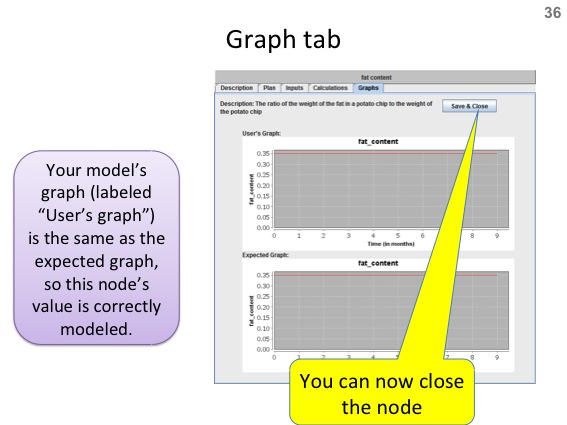 36
Graph tab
fat content
Description Plan Inputs Calculations Graphs
Description: The ratio of the weight of the fat in a potato chip to the weight of
the potato chip
Save & Close
User's Graph:
fat_content
0.35
0.30
0.25
0.20
0.15
0.10
0.05
0.00
fat_content
0 1 2 3 4 5 6 7 8 9
Time (in months)
Expected Graph:
fat_content
0.35
0.30
0.25
0.20
0.15
0.10
0.05
0.00
fat_content
0 1 2 3 4 5 6 7 8 9
Your model’s
graph (labeled
“User’s graph”)
is the same as the
expected graph,
so this node’s
value is correctly
modeled.
You can now close
the node